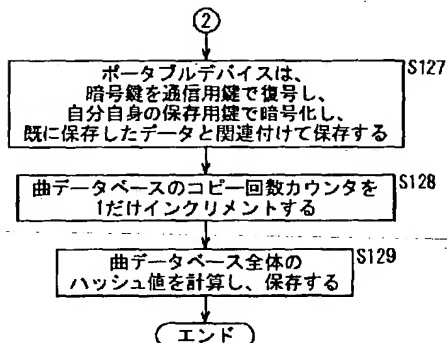 ②
ポータブルデバイスは、
暗号鍵を通信用鍵で復号し、
自分自身の保存用鍵で暗号化し、
既に保存したデータと関連付けて保存する
S127
曲データベースのコピー回数カウンタを
1だけインクリメントする
S128
曲データベース全体の
ハッシュ値を計算し、保存する
S129
エンド